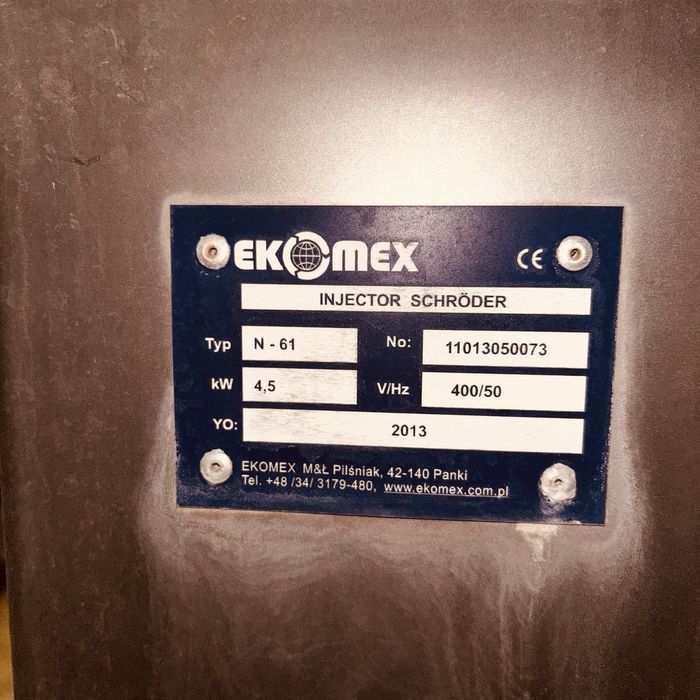 EKOMEX CE
INJECTOR SCHRÖDER
Typ N - 61 No: 11013050073
kW 4,5 V/Hz 400/50
YO: 2013
EKOMEX M&Ł Pilśniak, 42-140 Panki
Tel. +48 /34/ 3179-480, www.ekomex.com.pl